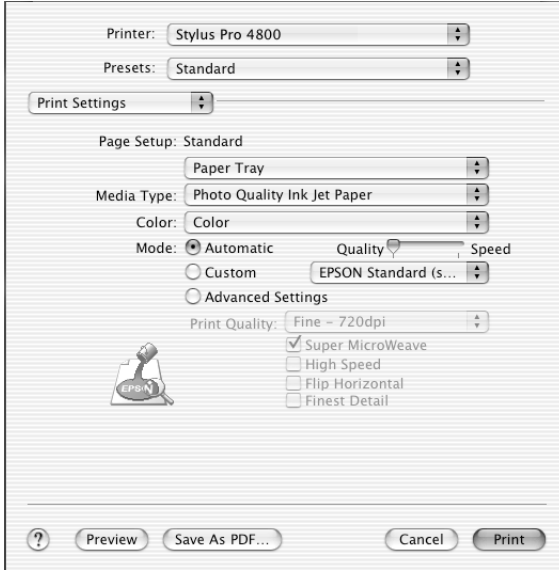 Printer: Stylus Pro 4800
Presets: Standard
Print Settings
Page Setup: Standard
Paper Tray
Media Type: Photo Quality Ink Jet Paper
Color: Color
Mode: Automatic Quality Speed
Custom EPSON Standard (s...
Advanced Settings
Print Quality: Fine - 720dpi
Super MicroWeave
High Speed
Flip Horizontal
Finest Detail
EPSON
? Preview Save As PDF... Cancel Print